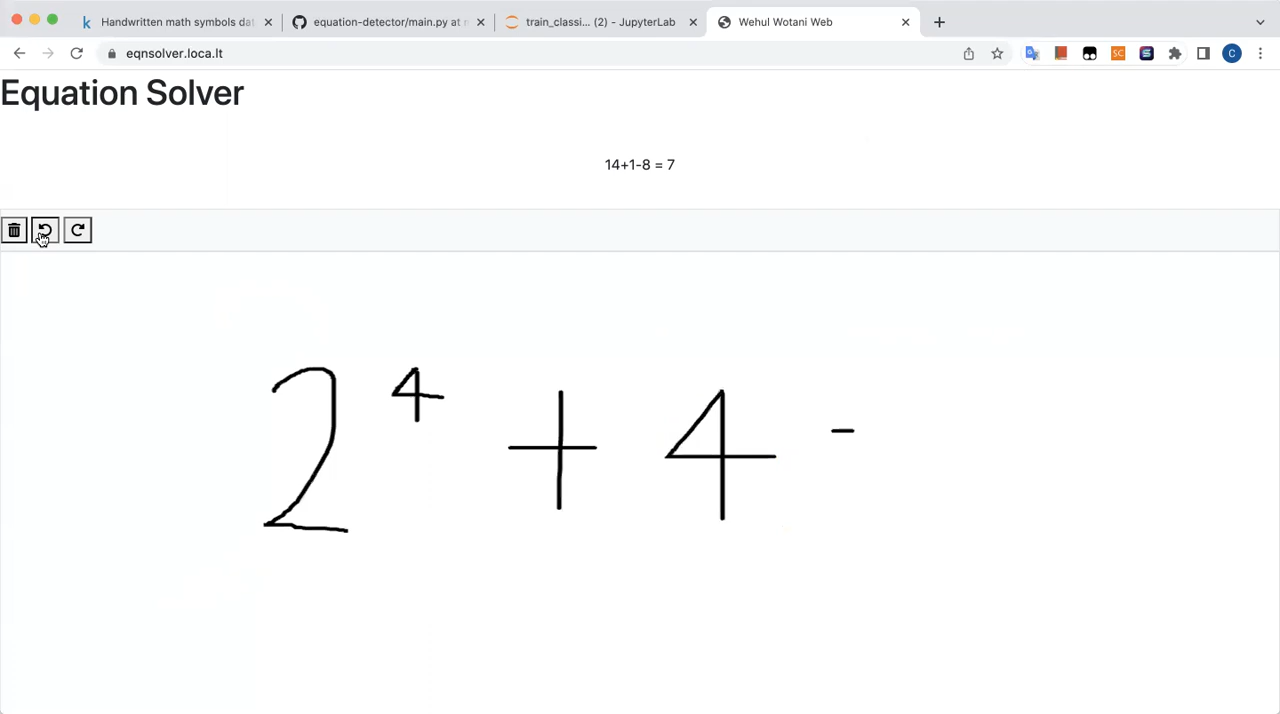 Handwritten math symbols dat
equation-detector/main.py at n
train_classi... (2) - JupyterLab
Wehul Wotani Web
eqnsolver.loca.lt
SC
C
Equation Solver
14+1-8 = 7
2⁴ + 4 -